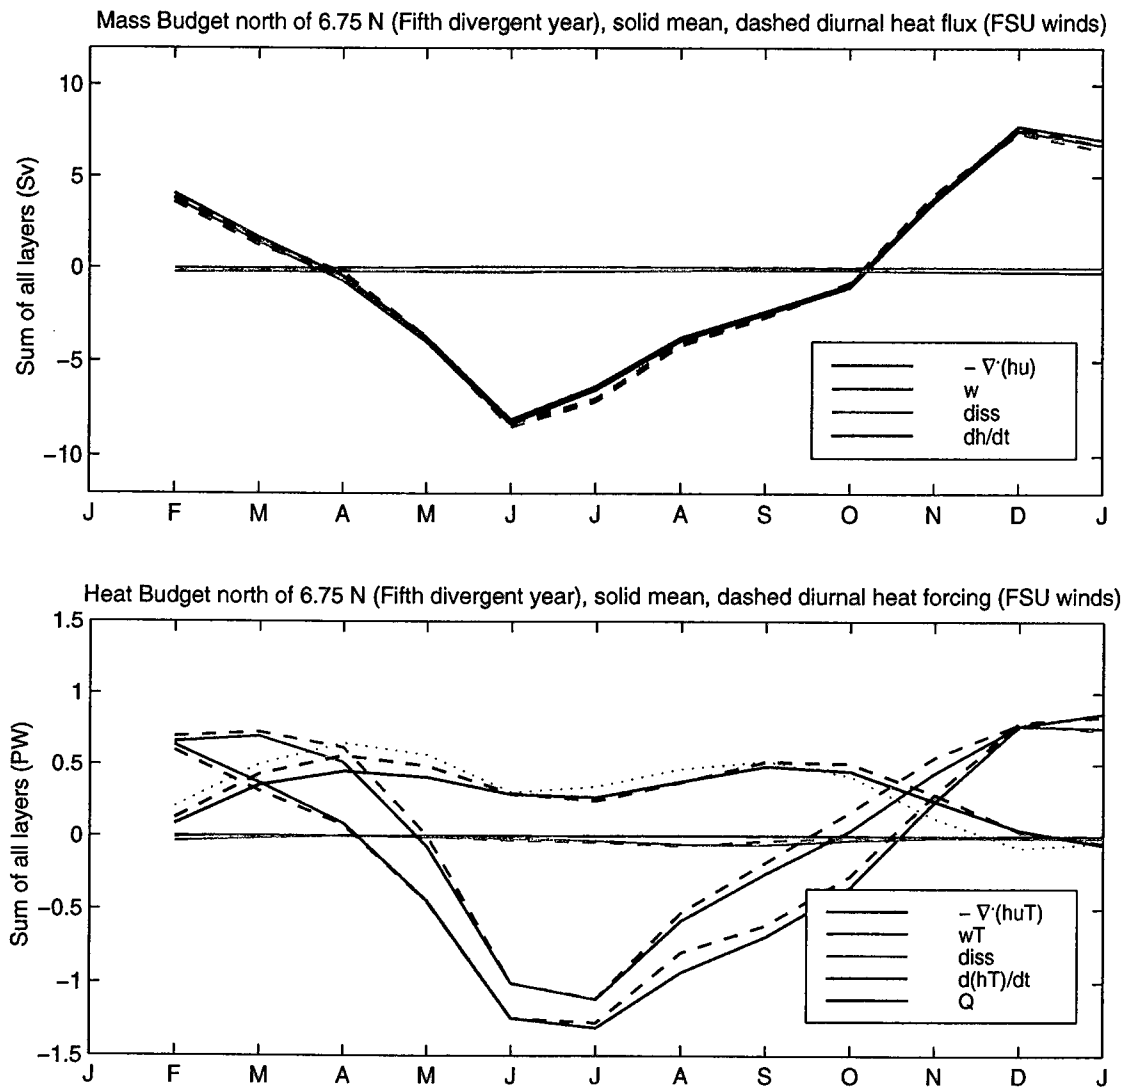 Mass Budget north of 6.75 N (Fifth divergent year), solid mean, dashed diurnal heat flux (FSU winds)
10
5
0
−5
−10
Sum of all layers (Sv)
− ∇·(hu)
w
diss
dh/dt
J F M A M J J A S O N D J
Heat Budget north of 6.75 N (Fifth divergent year), solid mean, dashed diurnal heat forcing (FSU winds)
1.5
1
0.5
0
−0.5
−1
−1.5
Sum of all layers (PW)
− ∇·(huT)
wT
diss
d(hT)/dt
Q
J F M A M J J A S O N D J